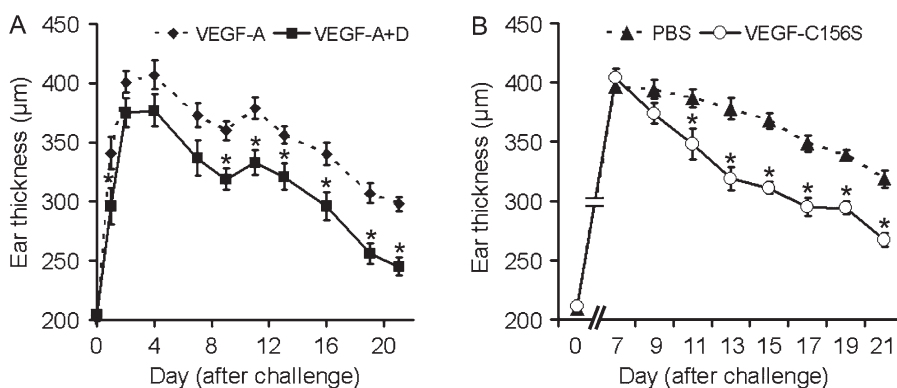 A
VEGF-A
VEGF-A+D
450
400
350
300
250
200
Ear thickness (µm)
* * * * * * *
0 4 8 12 16 20
Day (after challenge)
B
PBS
VEGF-C156S
450
400
350
300
250
200
Ear thickness (µm)
* * * * * *
0 7 9 11 13 15 17 19 21
Day (after challenge)